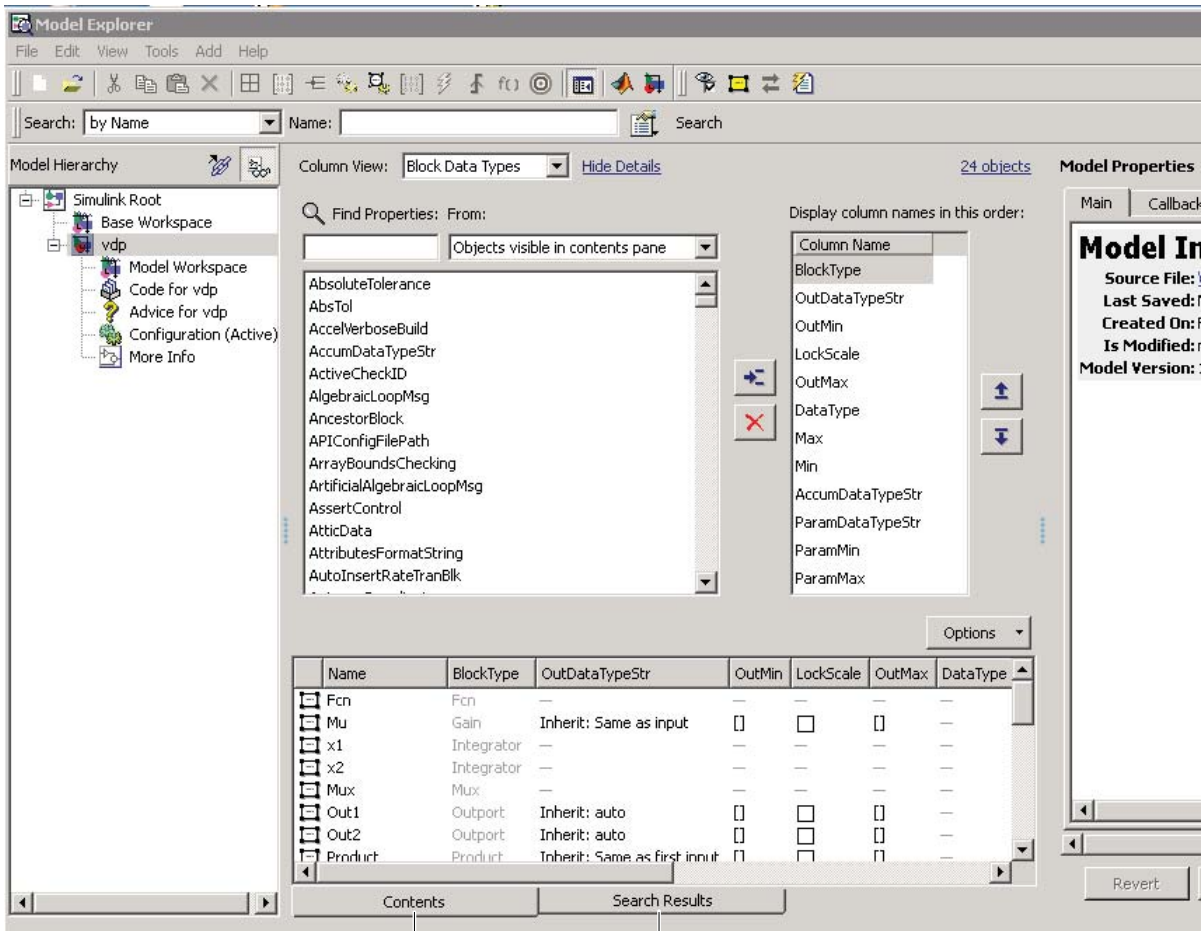 Model Explorer
File Edit View Tools Add Help
f()
Search: by Name Name: Search
Model Hierarchy
Simulink Root
Base Workspace
vdp
Model Workspace
Code for vdp
Advice for vdp
Configuration (Active)
More Info
Column View: Block Data Types Hide Details 24 objects
Find Properties: From:
Objects visible in contents pane
AbsoluteTolerance
AbsTol
AccelVerboseBuild
AccumDataTypeStr
ActiveCheckID
AlgebraicLoopMsg
AncestorBlock
APIConfigFilePath
ArrayBoundsChecking
ArtificialAlgebraicLoopMsg
AssertControl
AtticData
AttributesFormatString
AutoInsertRateTranBlk
Display column names in this order:
Column Name
BlockType
OutDataTypeStr
OutMin
LockScale
OutMax
DataType
Max
Min
AccumDataTypeStr
ParamDataTypeStr
ParamMin
ParamMax
Options
Name BlockType OutDataTypeStr OutMin LockScale OutMax DataType
Fcn Fcn — — — — —
Mu Gain Inherit: Same as input [] [] —
x1 Integrator — — — — —
x2 Integrator — — — — —
Mux Mux — — — — —
Out1 Outport Inherit: auto [] [] —
Out2 Outport Inherit: auto [] [] —
Product Product Inherit: Same as first input [] [] —
Contents Search Results
Model Properties
Main Callback
Model In
Source File:
Last Saved:
Created On:
Is Modified:
Model Version:
Revert